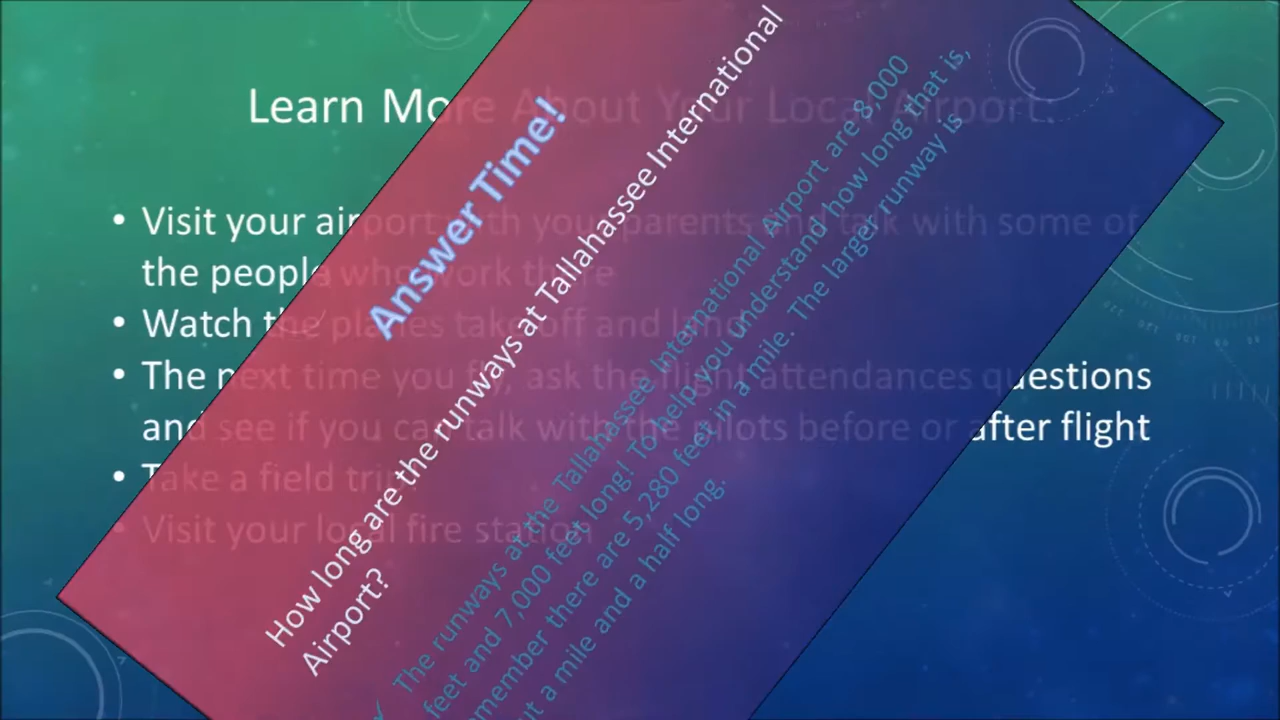 Learn More About Your Local Airport
• Visit your airport with your parents and talk with some of
the people who work there
• Watch the planes take off and land
• The next time you fly, ask the flight attendances questions
and see if you can talk with the pilots before or after flight
• Take a field trip
• Visit your local fire station
Answer Time!
How long are the runways at Tallahassee International
Airport?
The runways at the Tallahassee International Airport are 8,000
feet and 7,000 feet long! To help you understand how long that is,
remember there are 5,280 feet in a mile. The larger runway is
a mile and a half long.